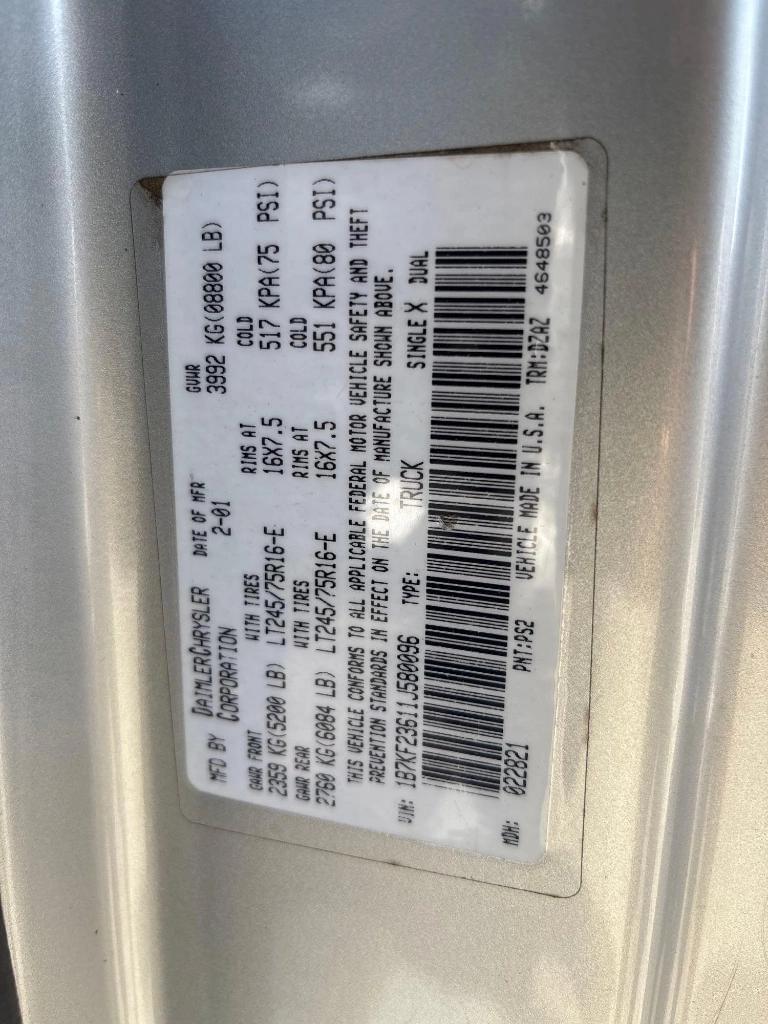 MFD BY DAIMLERCHRYSLER DATE OF MFR GVWR
CORPORATION 2-01 3992 KG(08800 LB)
GAWR FRONT WITH TIRES RIMS AT COLD
2359 KG(5200 LB) LT245/75R16-E 16X7.5 517 KPA(75 PSI)
GAWR REAR WITH TIRES RIMS AT COLD
2760 KG(6084 LB) LT245/75R16-E 16X7.5 551 KPA(80 PSI)
THIS VEHICLE CONFORMS TO ALL APPLICABLE FEDERAL MOTOR VEHICLE SAFETY AND THEFT
PREVENTION STANDARDS IN EFFECT ON THE DATE OF MANUFACTURE SHOWN ABOVE.
VIN: 1B7KF23611J580096 TYPE: TRUCK SINGLE X DUAL
MDH: 022821 PNT:PS2 VEHICLE MADE IN U.S.A. TRM:DZAZ 4648503